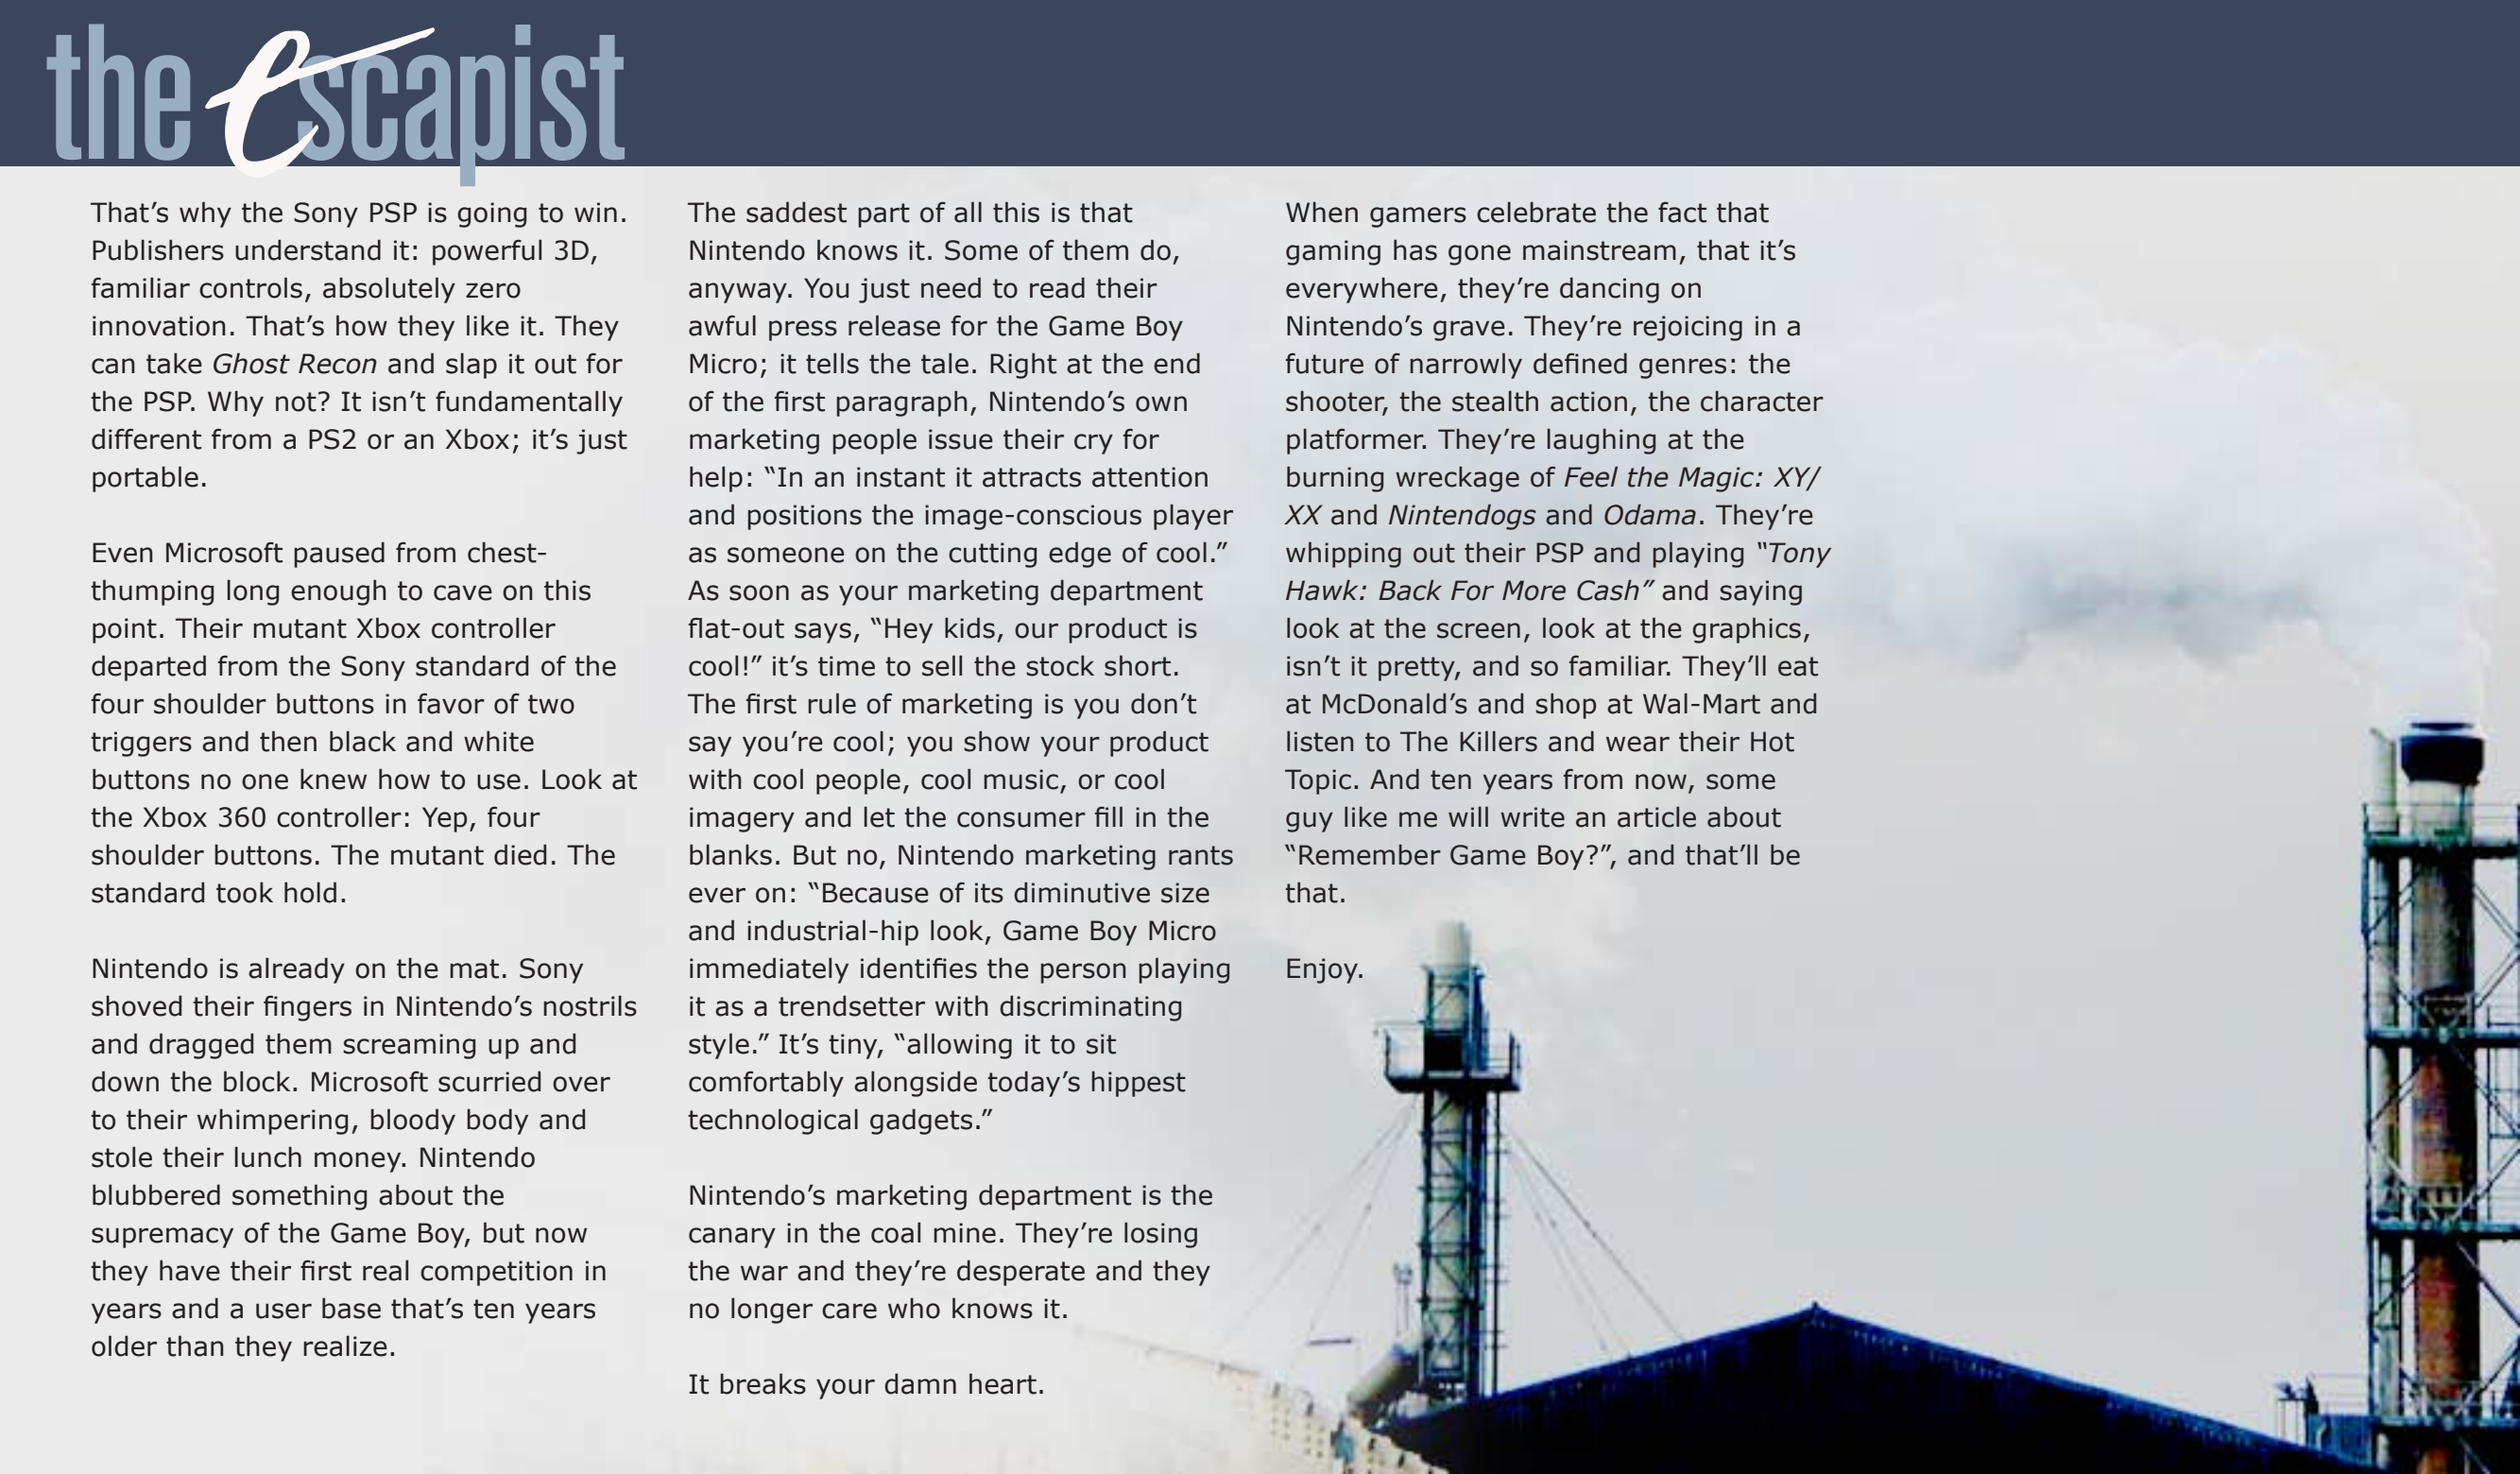 the escapist
That's why the Sony PSP is going to win.
Publishers understand it: powerful 3D,
familiar controls, absolutely zero
innovation. That's how they like it. They
can take Ghost Recon and slap it out for
the PSP. Why not? It isn't fundamentally
different from a PS2 or an Xbox; it's just
portable.
Even Microsoft paused from chest-
thumping long enough to cave on this
point. Their mutant Xbox controller
departed from the Sony standard of the
four shoulder buttons in favor of two
triggers and then black and white
buttons no one knew how to use. Look at
the Xbox 360 controller: Yep, four
shoulder buttons. The mutant died. The
standard took hold.
Nintendo is already on the mat. Sony
shoved their fingers in Nintendo's nostrils
and dragged them screaming up and
down the block. Microsoft scurried over
to their whimpering, bloody body and
stole their lunch money. Nintendo
blubbered something about the
supremacy of the Game Boy, but now
they have their first real competition in
years and a user base that's ten years
older than they realize.
The saddest part of all this is that
Nintendo knows it. Some of them do,
anyway. You just need to read their
awful press release for the Game Boy
Micro; it tells the tale. Right at the end
of the first paragraph, Nintendo's own
marketing people issue their cry for
help: “In an instant it attracts attention
and positions the image-conscious player
as someone on the cutting edge of cool.”
As soon as your marketing department
flat-out says, “Hey kids, our product is
cool!” it's time to sell the stock short.
The first rule of marketing is you don't
say you're cool; you show your product
with cool people, cool music, or cool
imagery and let the consumer fill in the
blanks. But no, Nintendo marketing rants
ever on: “Because of its diminutive size
and industrial-hip look, Game Boy Micro
immediately identifies the person playing
it as a trendsetter with discriminating
style.” It's tiny, “allowing it to sit
comfortably alongside today's hippest
technological gadgets.”
Nintendo's marketing department is the
canary in the coal mine. They're losing
the war and they're desperate and they
no longer care who knows it.
It breaks your damn heart.
When gamers celebrate the fact that
gaming has gone mainstream, that it's
everywhere, they're dancing on
Nintendo's grave. They're rejoicing in a
future of narrowly defined genres: the
shooter, the stealth action, the character
platformer. They're laughing at the
burning wreckage of Feel the Magic: XY/
XX and Nintendogs and Odama. They're
whipping out their PSP and playing “Tony
Hawk: Back For More Cash” and saying
look at the screen, look at the graphics,
isn't it pretty, and so familiar. They'll eat
at McDonald's and shop at Wal-Mart and
listen to The Killers and wear their Hot
Topic. And ten years from now, some
guy like me will write an article about
“Remember Game Boy?”, and that'll be
that.
Enjoy.